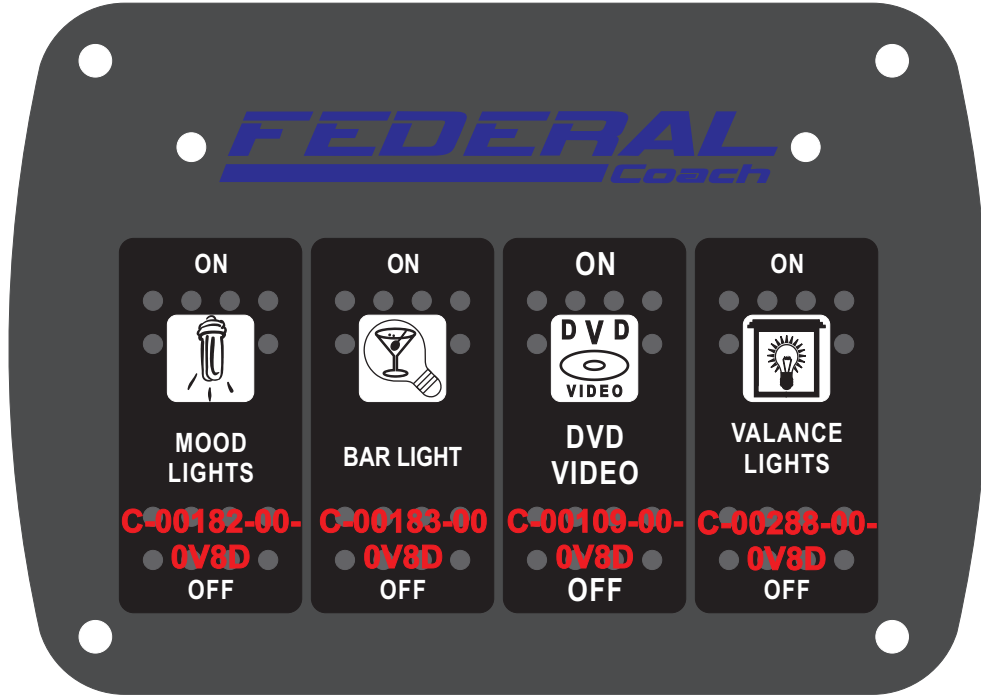 FEDERAL
Coach
ON
DVD
VIDEO
MOOD
LIGHTS
C-00182-00-
0V8D
OFF
ON
BAR LIGHT
C-00183-00
0V8D
OFF
ON
DVD
VIDEO
C-00109-00-
0V8D
OFF
ON
VALANCE
LIGHTS
C-00288-00-
0V8D
OFF